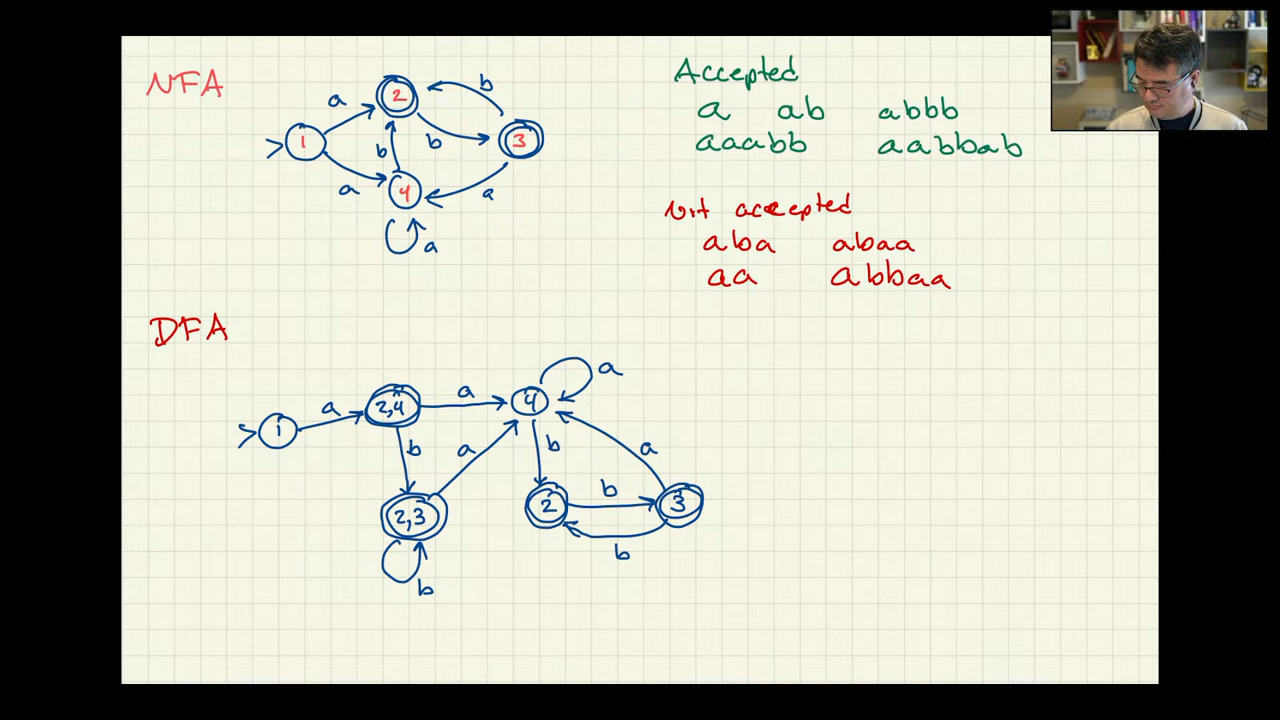 NFA
a 2 b
1 b b 3
a 4 a
a
Accepted
a ab abbb
aaabb aabbab
Not accepted
aba abaa
aa abbaa
DFA
a
a 2,4 a 4
1 b a b a
2,3 2 b 3
b
b